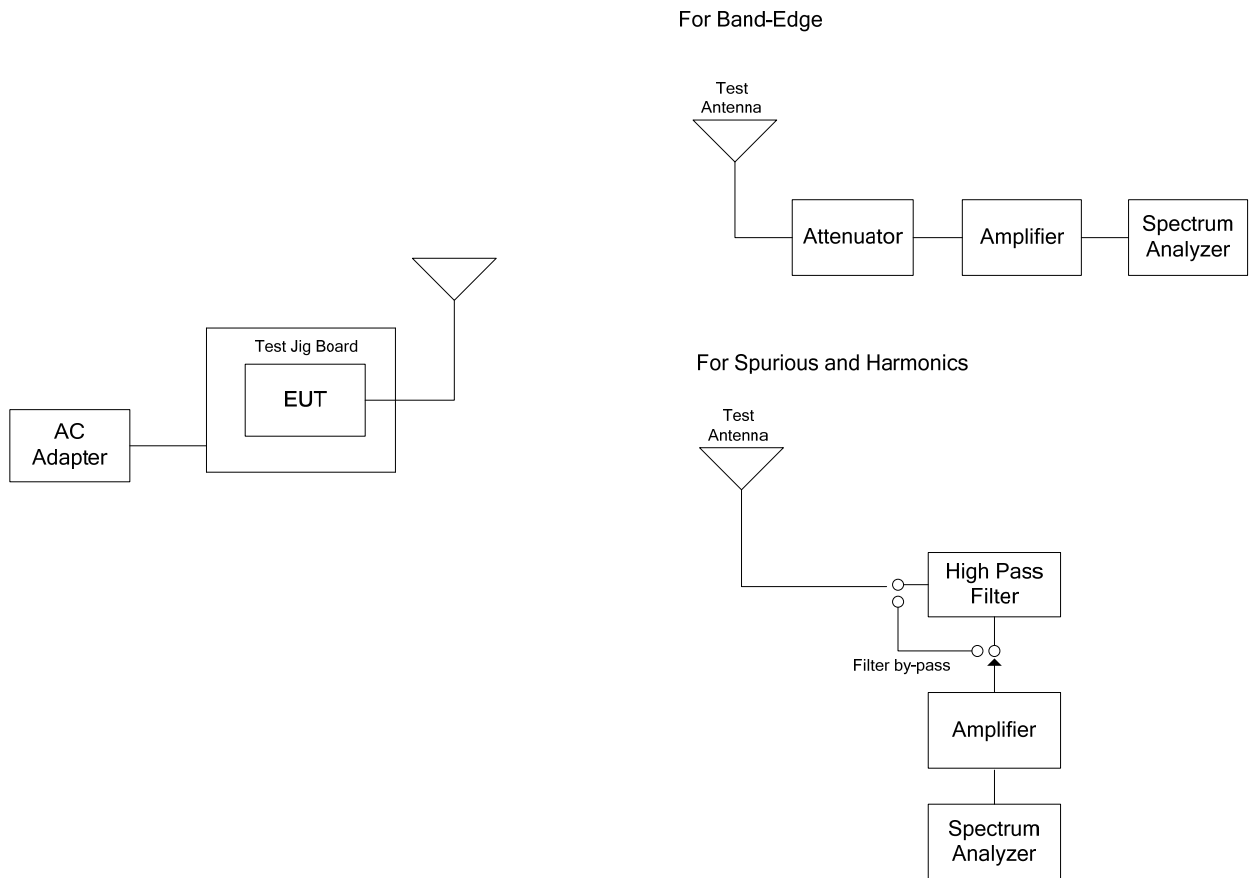 For Band-Edge
Test
Antenna
Attenuator
Amplifier
Spectrum
Analyzer
Test Jig Board
EUT
AC
Adapter
For Spurious and Harmonics
Test
Antenna
High Pass
Filter
Filter by-pass
Amplifier
Spectrum
Analyzer